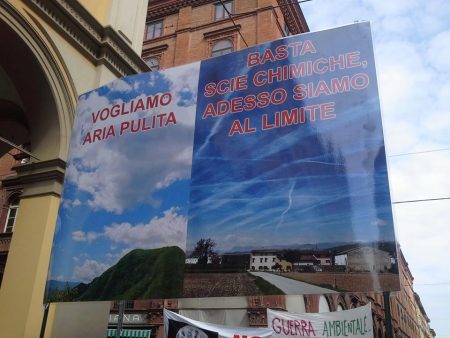 VOGLIAMO
ARIA PULITA
BASTA
SCIE CHIMICHE,
ADESSO SIAMO
AL LIMITE
GUERRA AMBIENTALE